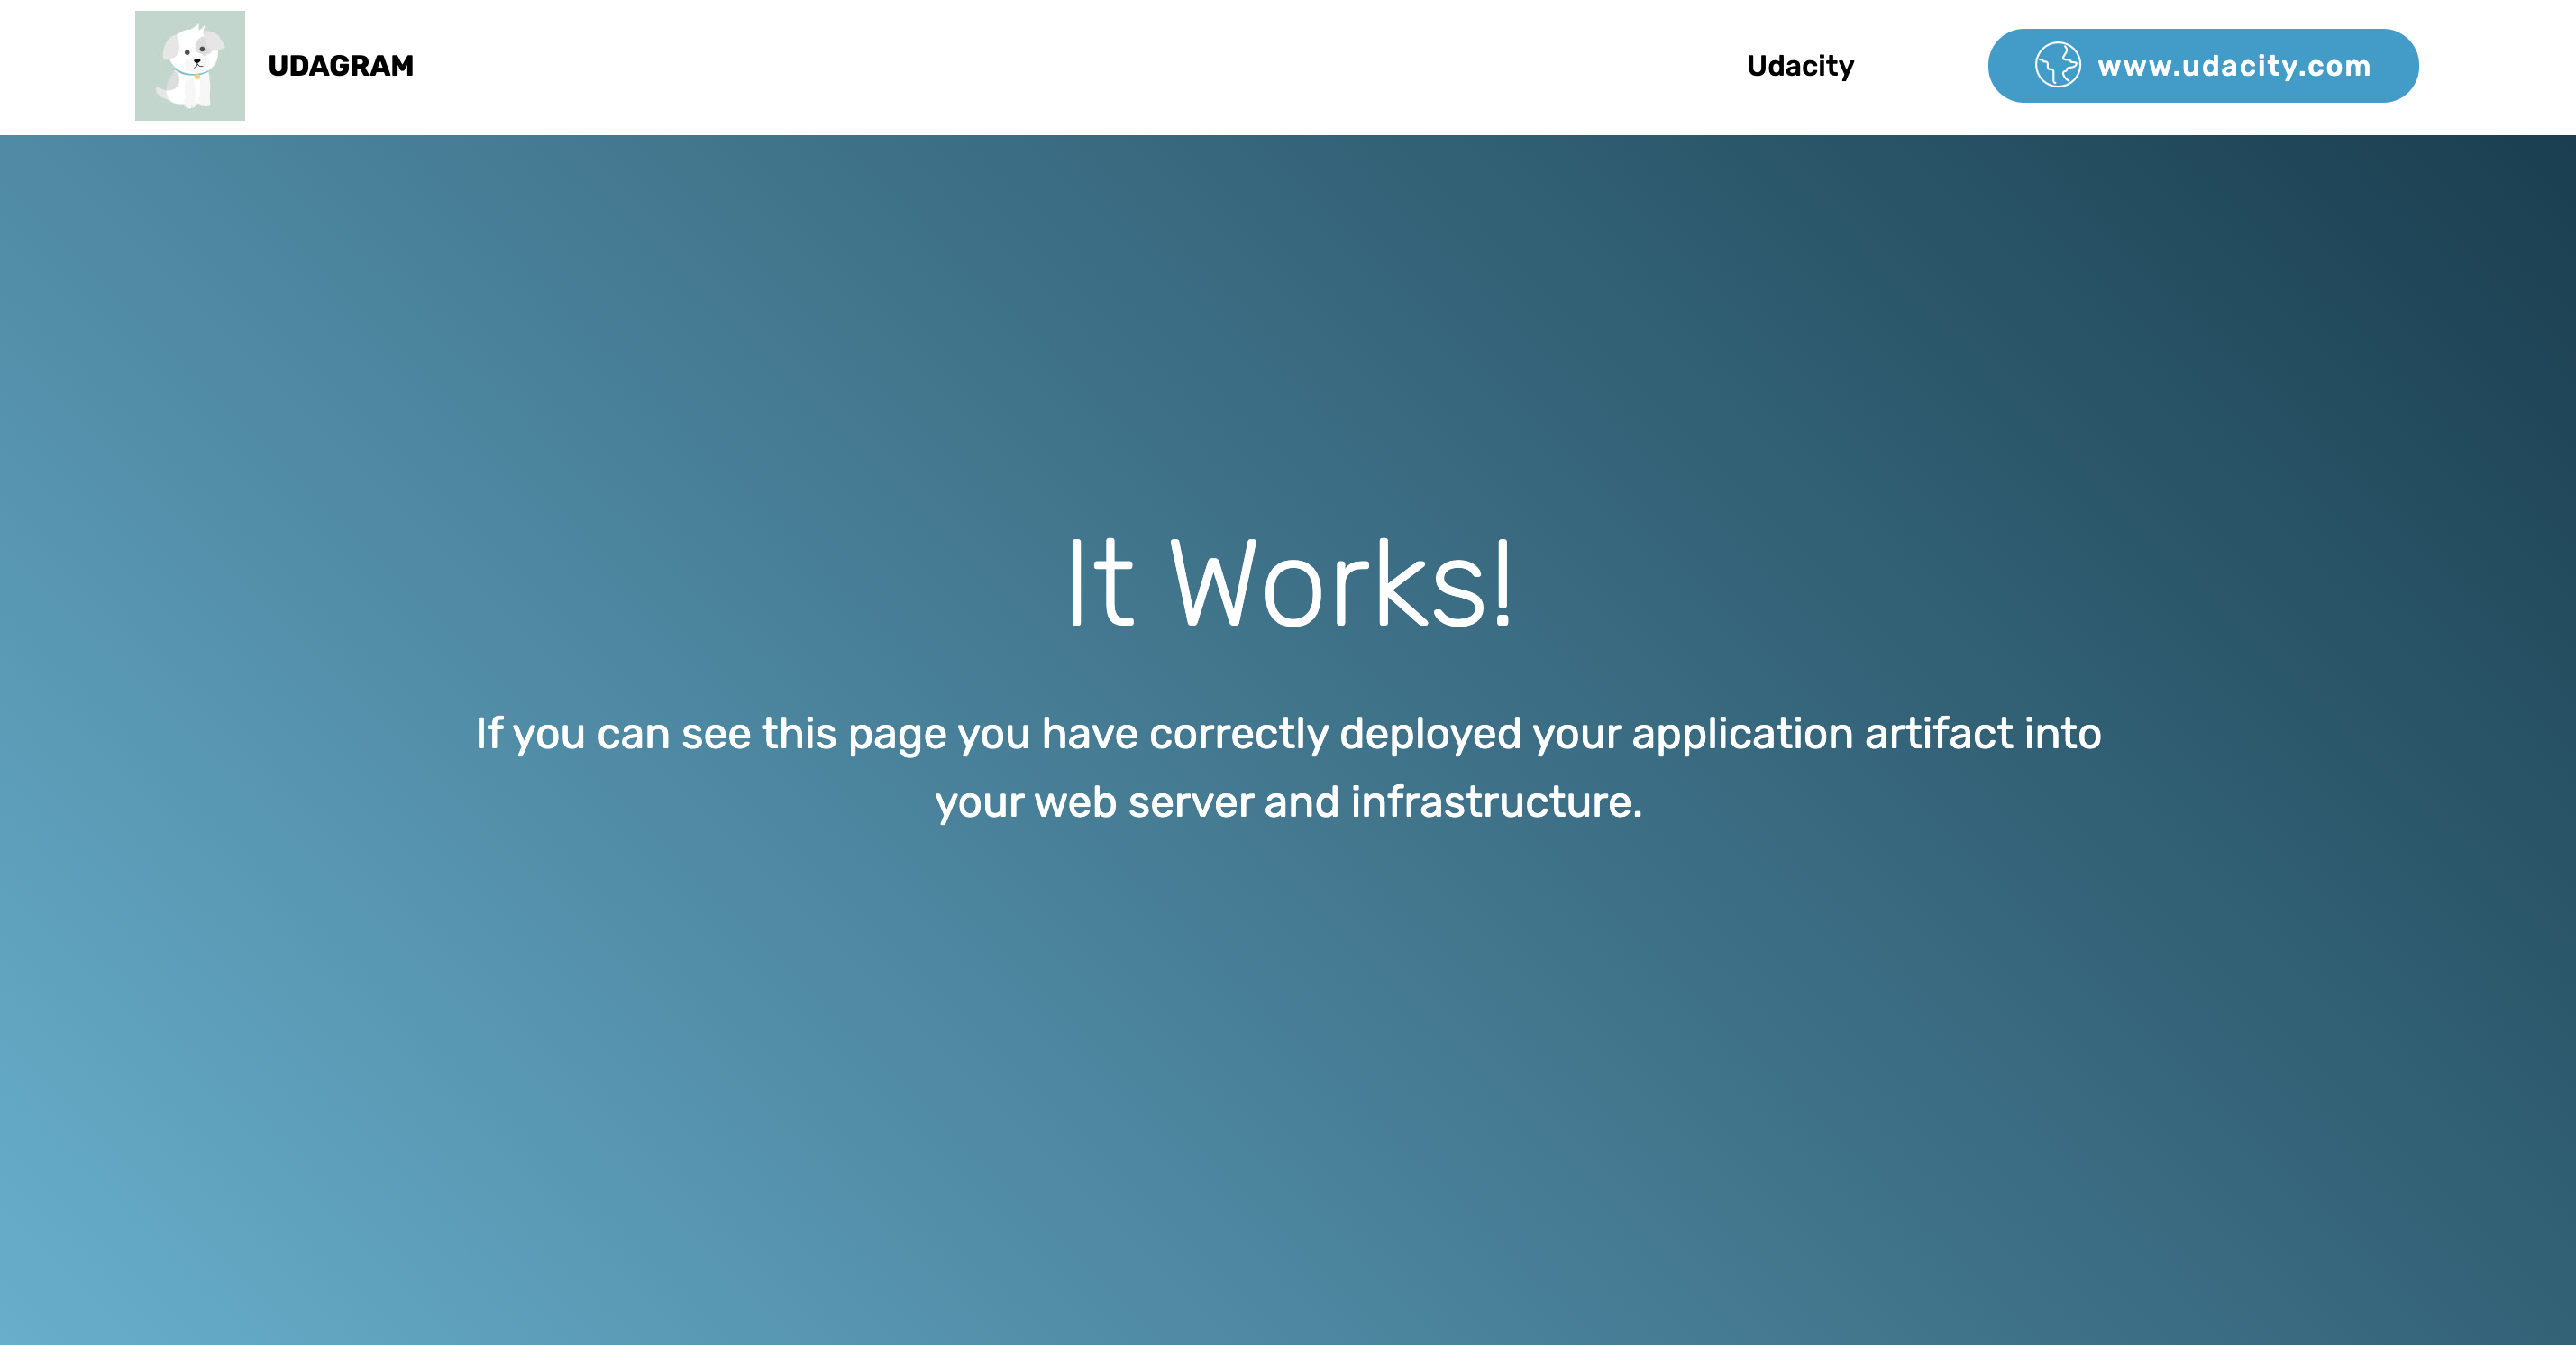 UDAGRAM
Udacity
www.udacity.com
It Works!
If you can see this page you have correctly deployed your application artifact into
your web server and infrastructure.